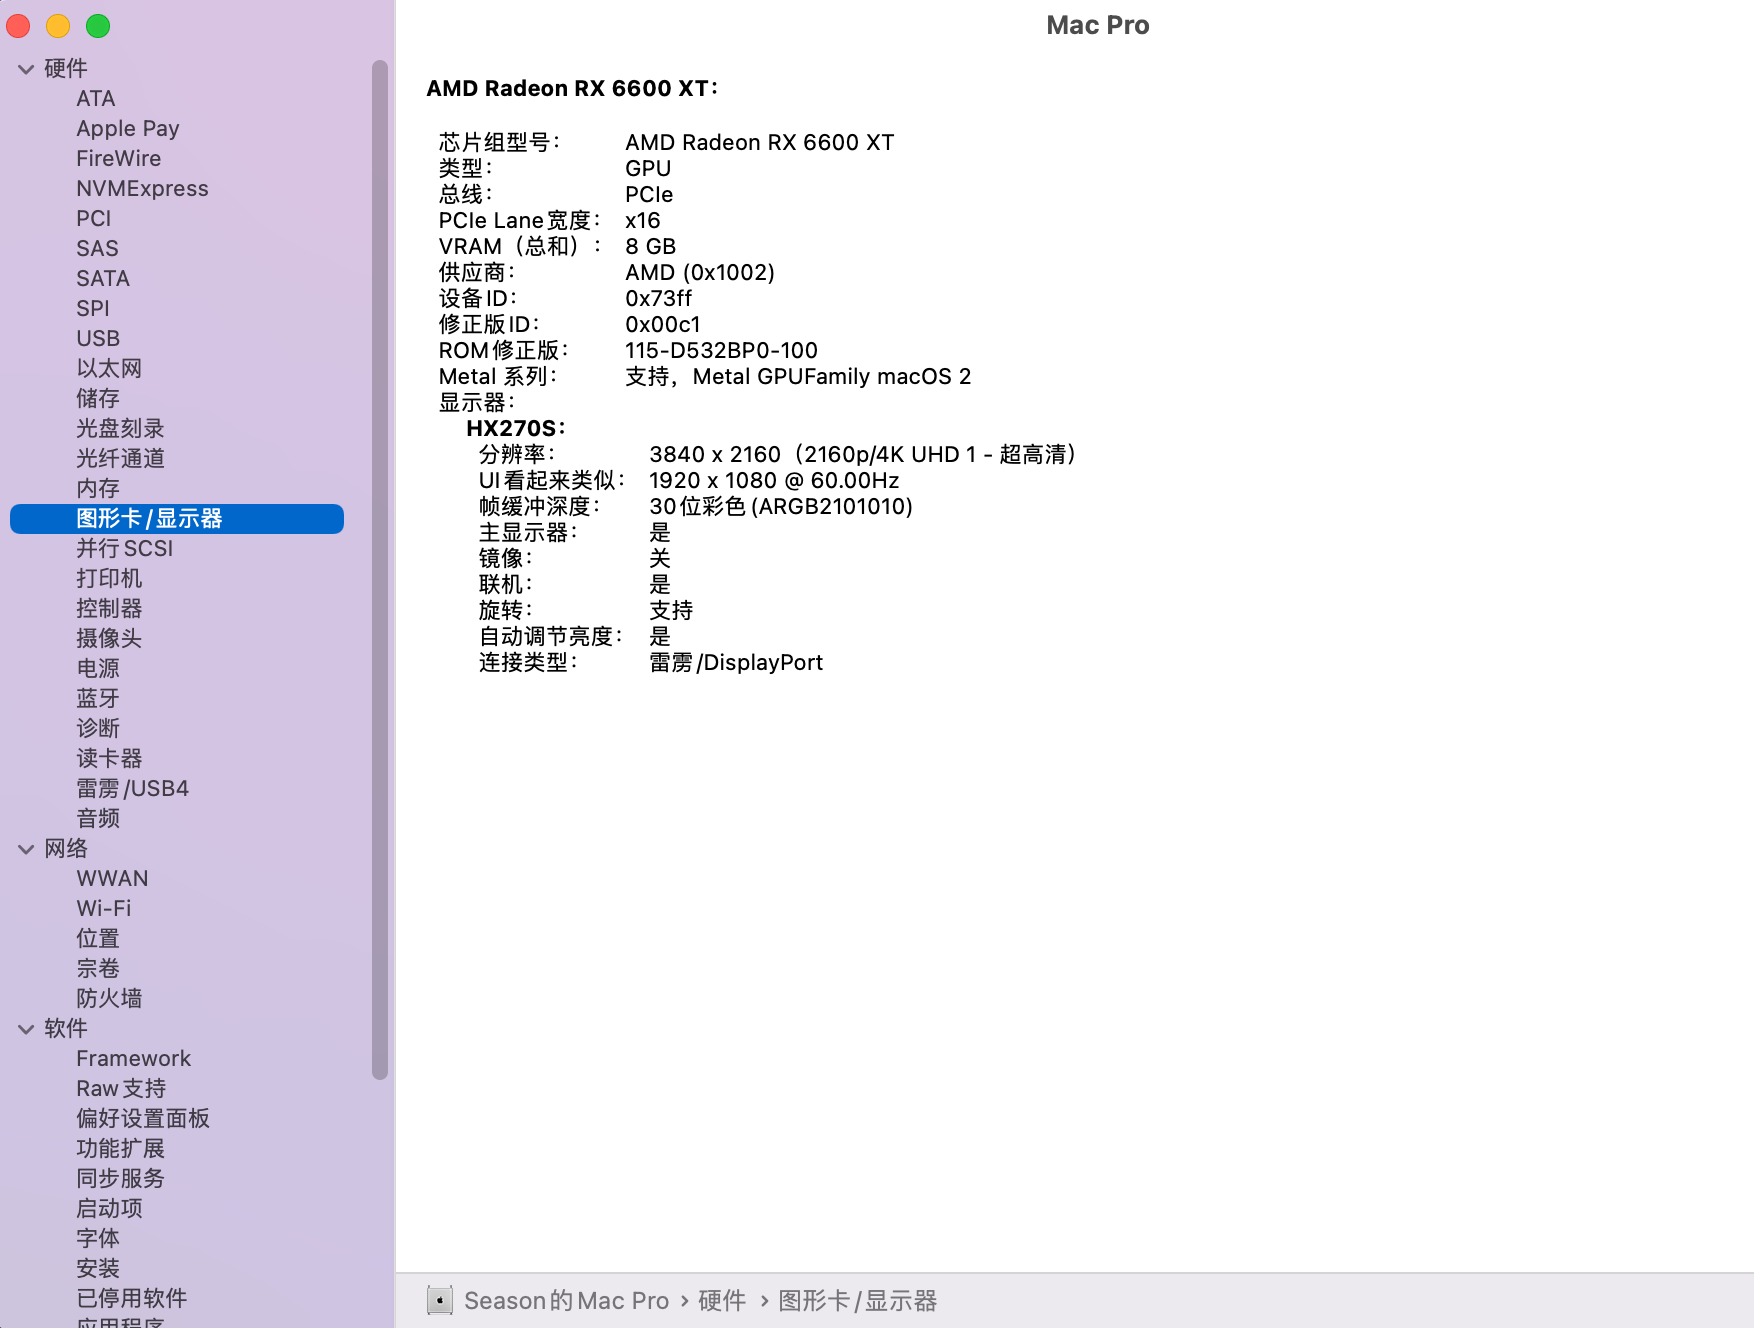 Mac Pro
硬件
ATA
Apple Pay
FireWire
NVMExpress
PCI
SAS
SATA
SPI
USB
以太网
储存
光盘刻录
光纤通道
内存
图形卡/显示器
并行 SCSI
打印机
控制器
摄像头
电源
蓝牙
诊断
读卡器
雷雳/USB4
音频
网络
WWAN
Wi-Fi
位置
宗卷
防火墙
软件
Framework
Raw 支持
偏好设置面板
功能扩展
同步服务
启动项
字体
安装
已停用软件
应用程序
AMD Radeon RX 6600 XT：
芯片组型号： AMD Radeon RX 6600 XT
类型： GPU
总线： PCIe
PCIe Lane宽度： x16
VRAM（总和）： 8 GB
供应商： AMD (0x1002)
设备ID： 0x73ff
修正版ID： 0x00c1
ROM修正版： 115-D532BP0-100
Metal 系列： 支持，Metal GPUFamily macOS 2
显示器：
HX270S：
分辨率： 3840 x 2160（2160p/4K UHD 1 - 超高清）
UI看起来类似： 1920 x 1080 @ 60.00Hz
帧缓冲深度： 30位彩色 (ARGB2101010)
主显示器： 是
镜像： 关
联机： 是
旋转： 支持
自动调节亮度： 是
连接类型： 雷雳/DisplayPort
Season的Mac Pro › 硬件 › 图形卡/显示器